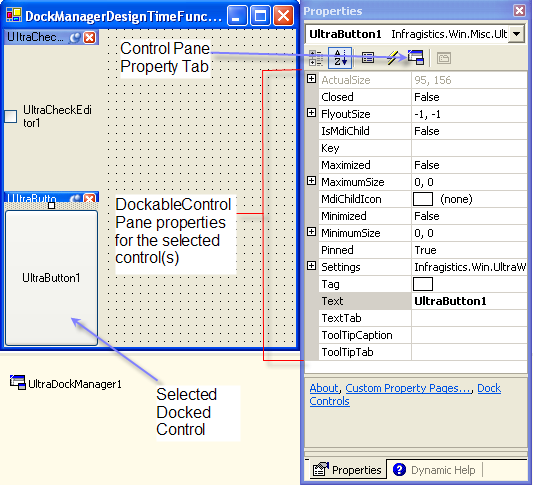 DockManagerDesignTimeFunc...
UltraChec...
UltraCheckEdi
tor1
UltraButto...
UltraButton1
Control Pane
Property Tab
DockableControl
Pane properties
for the selected
control(s)
UltraDockManager1
Selected
Docked
Control
Properties
UltraButton1 Infragistics.Win.Misc.Ult
ActualSize 95, 156
Closed False
FlyoutSize -1, -1
IsMdiChild False
Key
Maximized False
MaximumSize 0, 0
MdiChildIcon (none)
Minimized False
MinimumSize 0, 0
Pinned True
Settings Infragistics.Win.UltraW
Tag
Text UltraButton1
TextTab
ToolTipCaption
ToolTipTab
About, Custom Property Pages..., Dock
Controls
Properties Dynamic Help